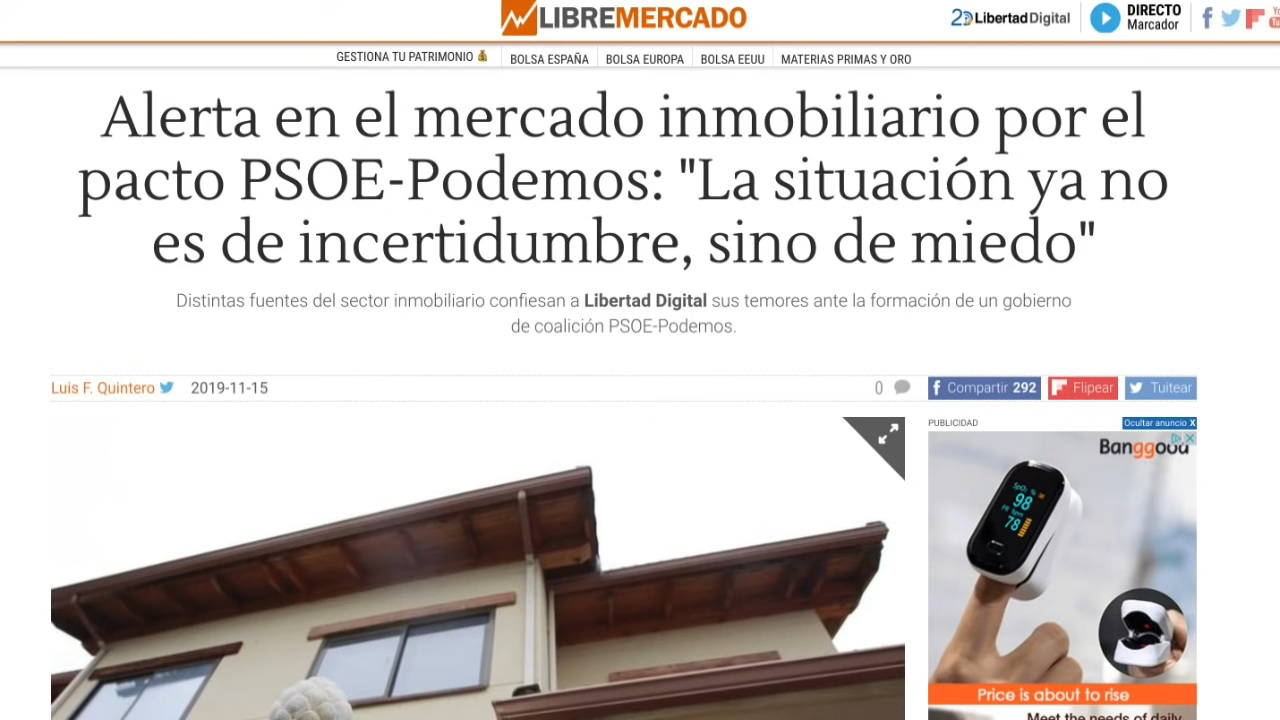 LIBREMERCADO
LibertadDigital
DIRECTO
Marcador
GESTIONA TU PATRIMONIO
BOLSA ESPAÑA
BOLSA EUROPA
BOLSA EEUU
MATERIAS PRIMAS Y ORO
Alerta en el mercado inmobiliario por el
pacto PSOE-Podemos: "La situación ya no
es de incertidumbre, sino de miedo"
Distintas fuentes del sector inmobiliario confiesan a Libertad Digital sus temores ante la formación de un gobierno
de coalición PSOE-Podemos.
Luis F. Quintero
2019-11-15
0
Compartir 292
Flipear
Tuitear
PUBLICIDAD
Ocultar anuncio X
Banggood
SpO₂ %
98
PR bpm
78
Price is about to rise
Meet the needs of daily